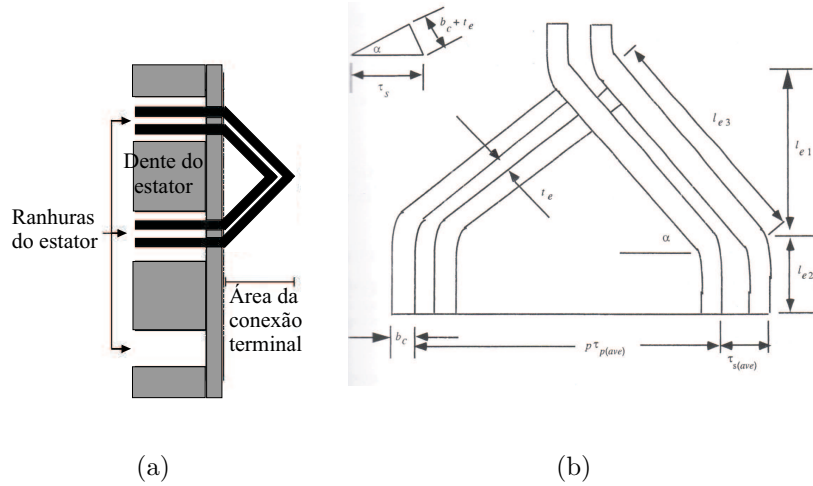 Dente do
estator
Ranhuras
do estator
Área da
conexão
terminal
(a)
b_c + t_e
α
τ_s
l_e3
l_e1
t_e
α
l_e2
b_c
p τ_p(ave)
τ_s(ave)
(b)